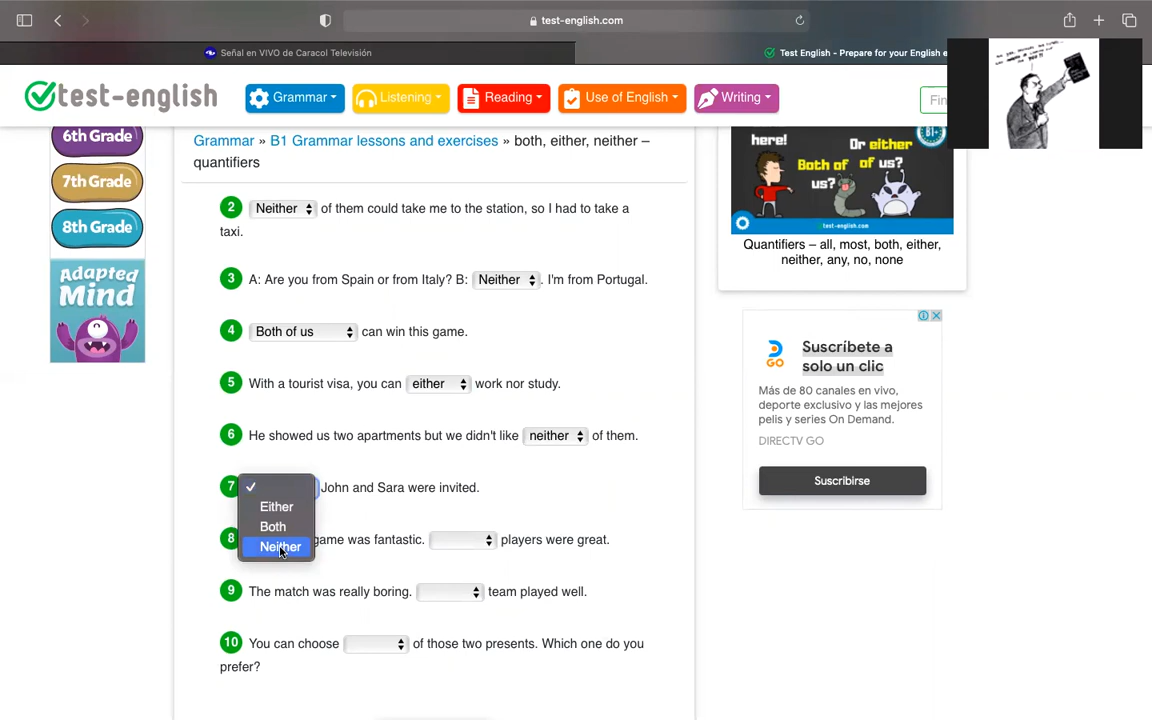 test-english.com
Señal en VIVO de Caracol Televisión
Test English - Prepare for your English e
test-english
Grammar
Listening
Reading
Use of English
Writing
Fin
6th Grade
7th Grade
8th Grade
Adapted
Mind
Grammar » B1 Grammar lessons and exercises » both, either, neither –
quantifiers
2 Neither of them could take me to the station, so I had to take a
taxi.
3 A: Are you from Spain or from Italy? B: Neither . I'm from Portugal.
4 Both of us can win this game.
5 With a tourist visa, you can either work nor study.
6 He showed us two apartments but we didn't like neither of them.
7 John and Sara were invited.
Either
Both
Neither
8 game was fantastic. players were great.
9 The match was really boring. team played well.
10 You can choose of those two presents. Which one do you
prefer?
here!
Or either
of us?
Both of
us?
B1
test-english.com
Quantifiers – all, most, both, either,
neither, any, no, none
GO
Suscríbete a
solo un clic
Más de 80 canales en vivo,
deporte exclusivo y las mejores
pelis y series On Demand.
DIRECTV GO
Suscribirse